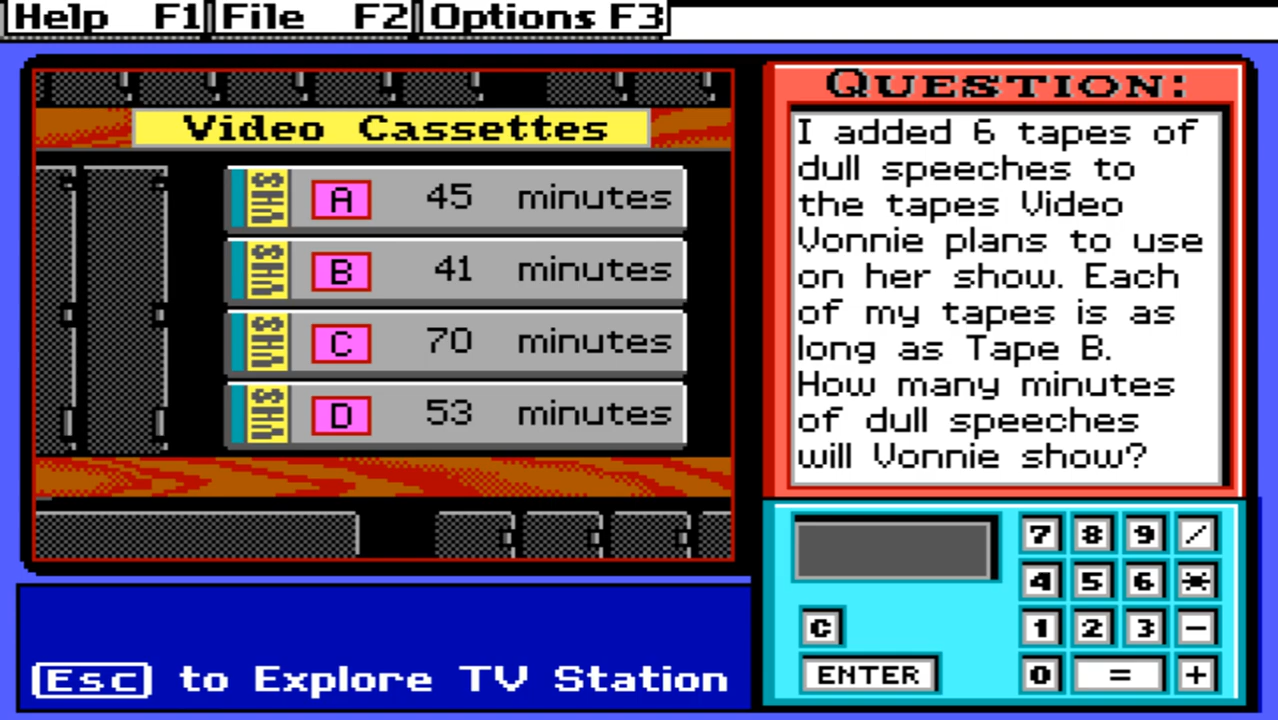 Help F1 File F2 Options F3
Video Cassettes
VHS A 45 minutes
VHS B 41 minutes
VHS C 70 minutes
VHS D 53 minutes
Esc to Explore TV Station
QUESTION:
I added 6 tapes of
dull speeches to
the tapes Video
Vonnie plans to use
on her show. Each
of my tapes is as
long as Tape B.
How many minutes
of dull speeches
will Vonnie show?
7 8 9 /
4 5 6 *
C 1 2 3 -
ENTER 0 = +